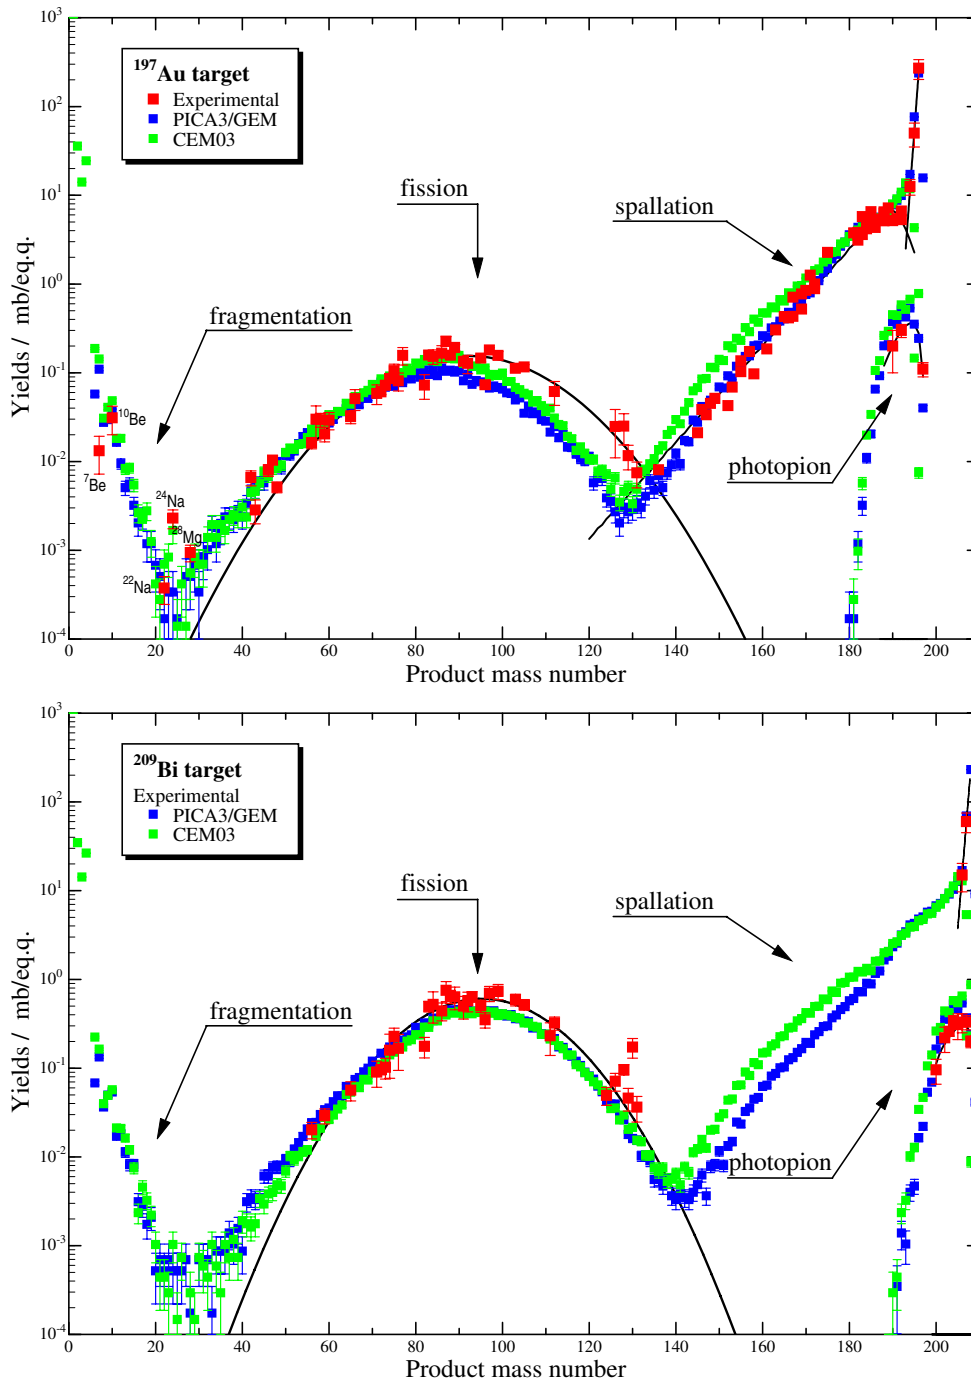 10³
10²
10¹
10⁰
10⁻¹
10⁻²
10⁻³
10⁻⁴
Yields / mb/eq.q.
¹⁹⁷Au target
Experimental
PICA3/GEM
CEM03
fission
spallation
fragmentation
photopion
¹⁰Be
⁷Be
²⁴Na
²⁸Mg
²²Na
0 20 40 60 80 100 120 140 160 180 200
Product mass number
10³
10²
10¹
10⁰
10⁻¹
10⁻²
10⁻³
10⁻⁴
Yields / mb/eq.q.
²⁰⁹Bi target
Experimental
PICA3/GEM
CEM03
fission
spallation
fragmentation
photopion
0 20 40 60 80 100 120 140 160 180 200
Product mass number